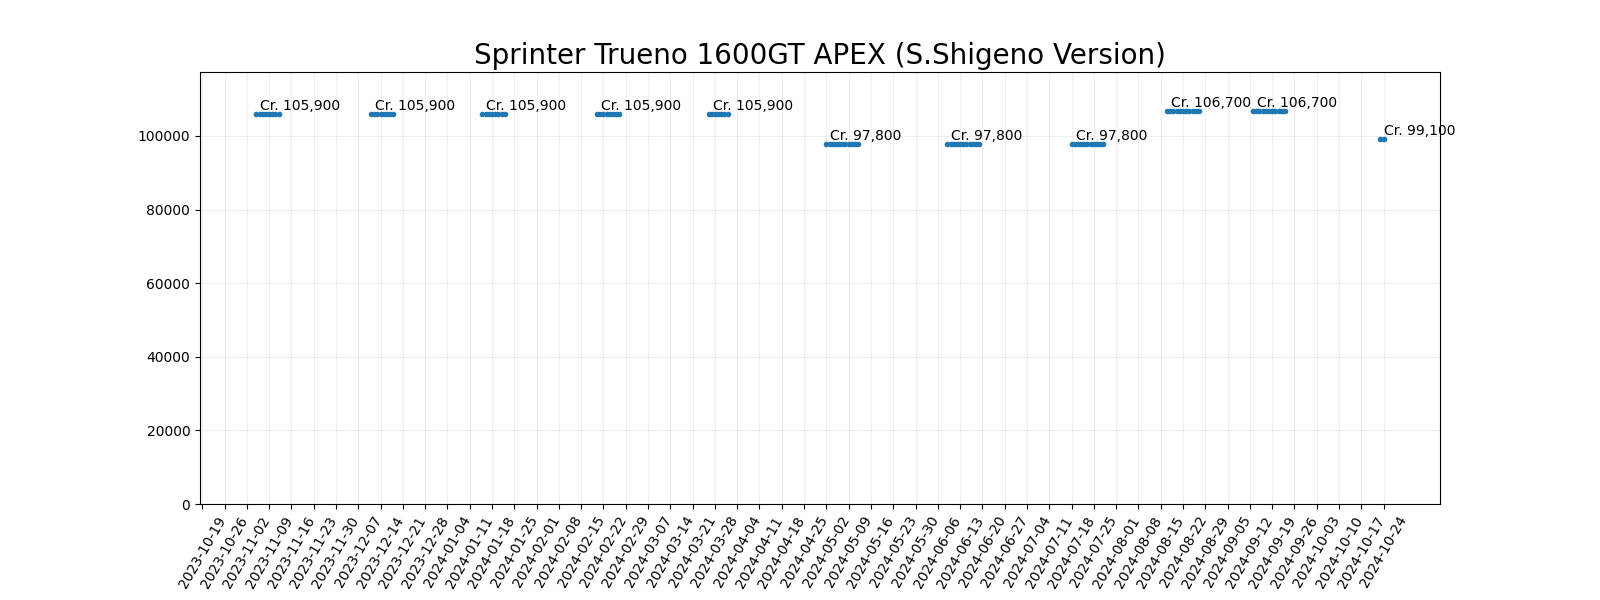 Sprinter Trueno 1600GT APEX (S.Shigeno Version)
Cr. 105,900 Cr. 105,900 Cr. 105,900 Cr. 105,900 Cr. 105,900 Cr. 97,800 Cr. 97,800 Cr. 97,800 Cr. 106,700 Cr. 106,700 Cr. 99,100
100000
80000
60000
40000
20000
0
2023-10-19 2023-10-26 2023-11-02 2023-11-09 2023-11-16 2023-11-23 2023-11-30 2023-12-07 2023-12-14 2023-12-21 2023-12-28 2024-01-04 2024-01-11 2024-01-18 2024-01-25 2024-02-01 2024-02-08 2024-02-15 2024-02-22 2024-02-29 2024-03-07 2024-03-14 2024-03-21 2024-03-28 2024-04-04 2024-04-11 2024-04-18 2024-04-25 2024-05-02 2024-05-09 2024-05-16 2024-05-23 2024-05-30 2024-06-06 2024-06-13 2024-06-20 2024-06-27 2024-07-04 2024-07-11 2024-07-18 2024-07-25 2024-08-01 2024-08-08 2024-08-15 2024-08-22 2024-08-29 2024-09-05 2024-09-12 2024-09-19 2024-09-26 2024-10-03 2024-10-10 2024-10-17 2024-10-24